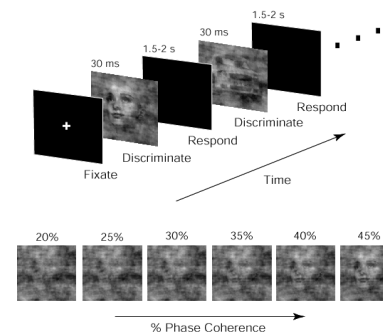 1.5-2 s
30 ms
1.5-2 s
30 ms
Respond
Discriminate
Respond
Discriminate
Fixate
Time
20% 25% 30% 35% 40% 45%
% Phase Coherence